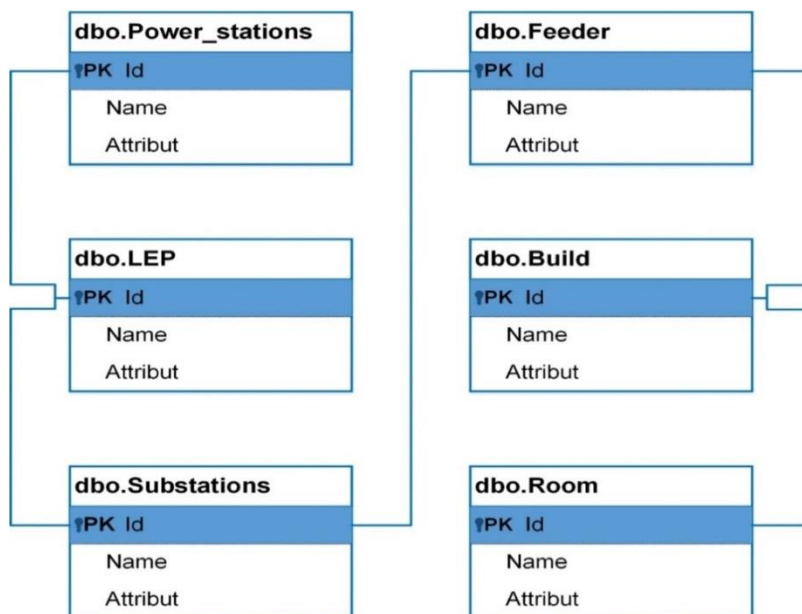 dbo.Power_stations
PK Id
Name
Attribut
dbo.LEP
PK Id
Name
Attribut
dbo.Substations
PK Id
Name
Attribut
dbo.Feeder
PK Id
Name
Attribut
dbo.Build
PK Id
Name
Attribut
dbo.Room
PK Id
Name
Attribut